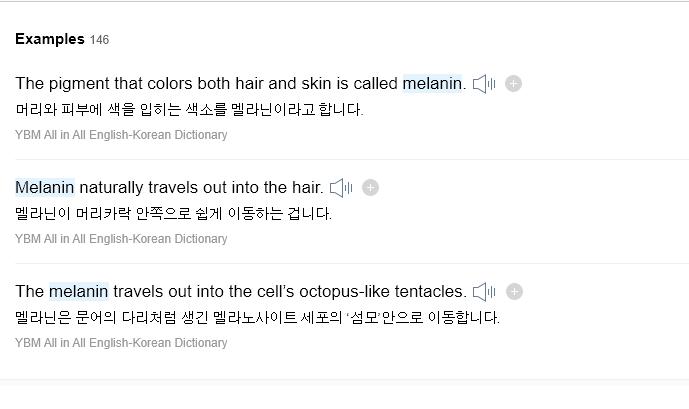 Examples 146
The pigment that colors both hair and skin is called melanin.
머리와 피부에 색을 입히는 색소를 멜라닌이라고 합니다.
YBM All in All English-Korean Dictionary
Melanin naturally travels out into the hair.
멜라닌이 머리카락 안쪽으로 쉽게 이동하는 겁니다.
YBM All in All English-Korean Dictionary
The melanin travels out into the cell’s octopus-like tentacles.
멜라닌은 문어의 다리처럼 생긴 멜라노사이트 세포의 ‘섬모’안으로 이동합니다.
YBM All in All English-Korean Dictionary